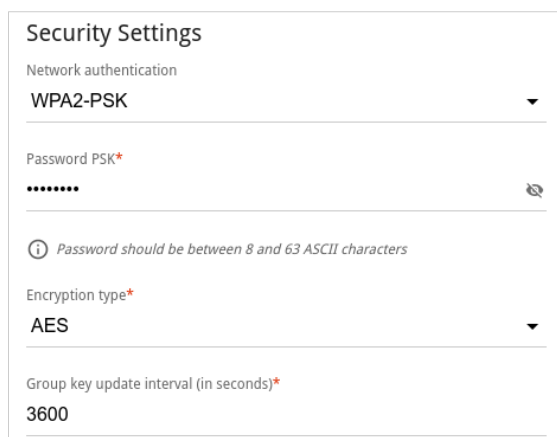 Security Settings
Network authentication
WPA2-PSK
Password PSK*
••••••••
Password should be between 8 and 63 ASCII characters
Encryption type*
AES
Group key update interval (in seconds)*
3600